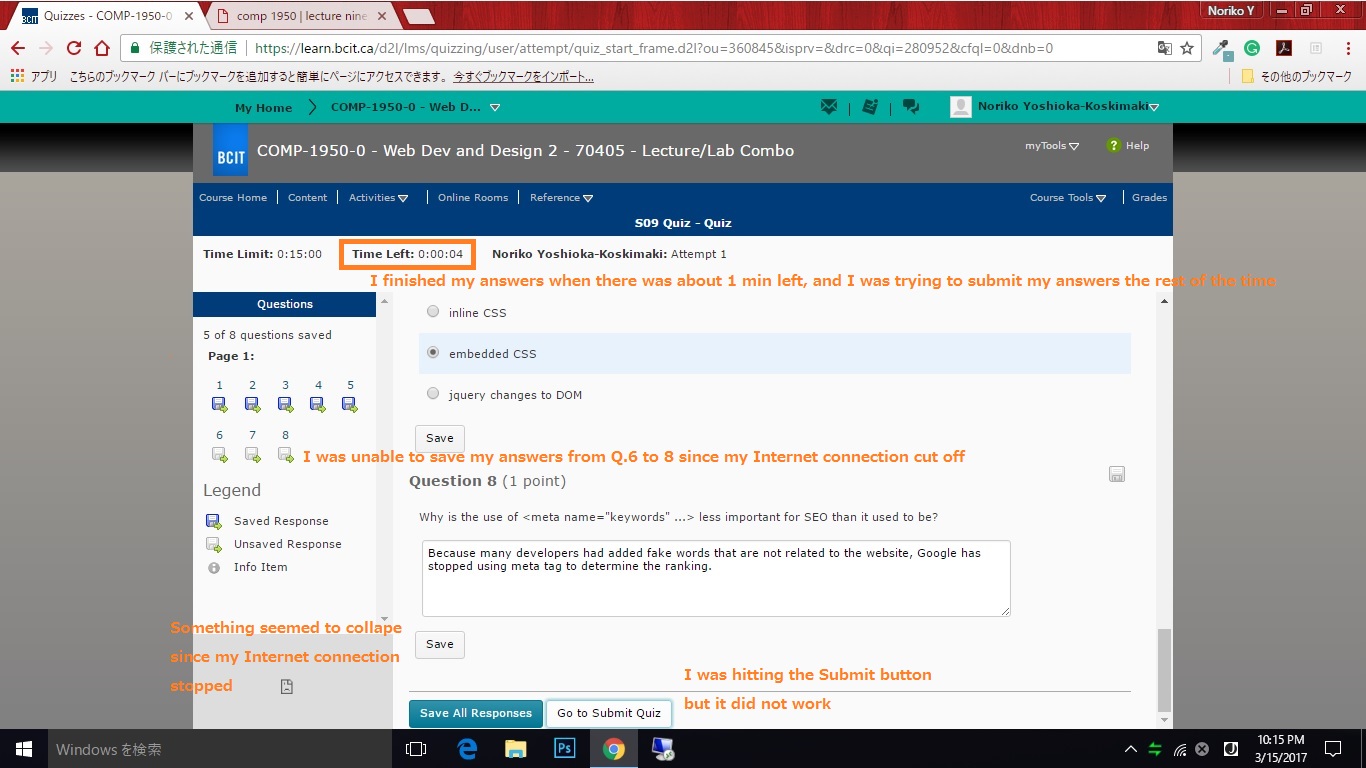 Quizzes - COMP-1950-0
comp 1950 | lecture nine
Noriko Y
保護された通信
https://learn.bcit.ca/d2l/lms/quizzing/user/attempt/quiz_start_frame.d2l?ou=360845&isprv=&drc=0&qi=280952&cfql=0&dnb=0
アプリ こちらのブックマーク バーにブックマークを追加すると簡単にページにアクセスできます。 今すぐブックマークをインポート...
その他のブックマーク
My Home
COMP-1950-0 - Web D...
Noriko Yoshioka-Koskimaki
BCIT
COMP-1950-0 - Web Dev and Design 2 - 70405 - Lecture/Lab Combo
myTools
? Help
Course Home
Content
Activities
Online Rooms
Reference
Course Tools
Grades
S09 Quiz - Quiz
Time Limit: 0:15:00
Time Left: 0:00:04
Noriko Yoshioka-Koskimaki: Attempt 1
I finished my answers when there was about 1 min left, and I was trying to submit my answers the rest of the time
Questions
5 of 8 questions saved
Page 1:
1 2 3 4 5
6 7 8
inline CSS
embedded CSS
jquery changes to DOM
Save
I was unable to save my answers from Q.6 to 8 since my Internet connection cut off
Legend
Saved Response
Unsaved Response
Info Item
Question 8 (1 point)
Why is the use of <meta name="keywords" ...> less important for SEO than it used to be?
Because many developers had added fake words that are not related to the website, Google has
stopped using meta tag to determine the ranking.
Save
Something seemed to collape
since my Internet connection
stopped
I was hitting the Submit button
but it did not work
Save All Responses
Go to Submit Quiz
Windows を検索
Ps
10:15 PM
3/15/2017